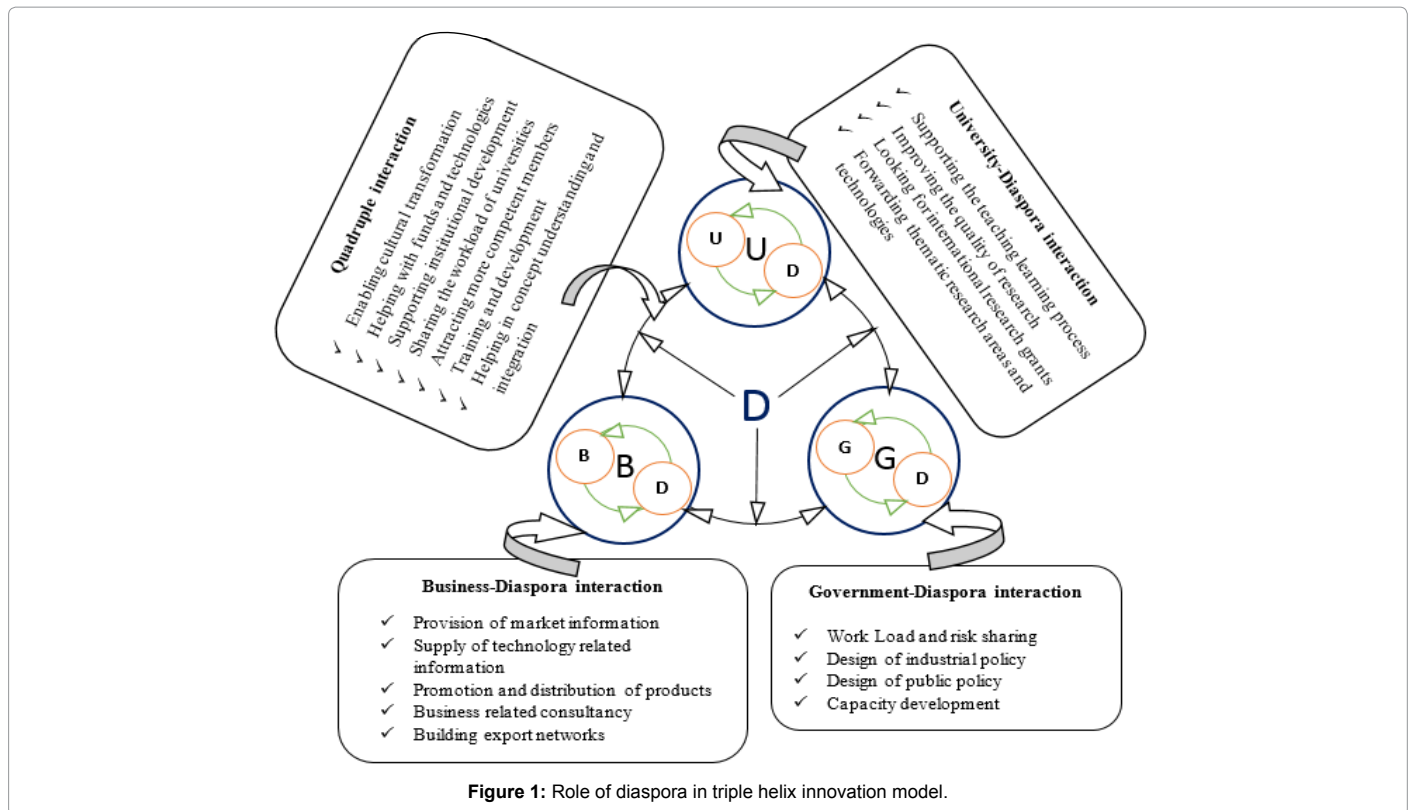 Quadruple interaction
Enabling cultural transformation
Helping with funds and technologies
Supporting institutional development
Sharing the workload of universities
Attracting more competent members
Training and development
Helping in concept understanding and
integration
University-Diaspora interaction
Supporting the teaching learning process
Improving the quality of research
Looking for international research grants
Forwarding thematic research areas and
technologies
U
U
D
D
B
B
D
G
G
D
Business-Diaspora interaction
✓ Provision of market information
✓ Supply of technology related
information
✓ Promotion and distribution of products
✓ Business related consultancy
✓ Building export networks
Government-Diaspora interaction
✓ Work Load and risk sharing
✓ Design of industrial policy
✓ Design of public policy
✓ Capacity development
Figure 1: Role of diaspora in triple helix innovation model.